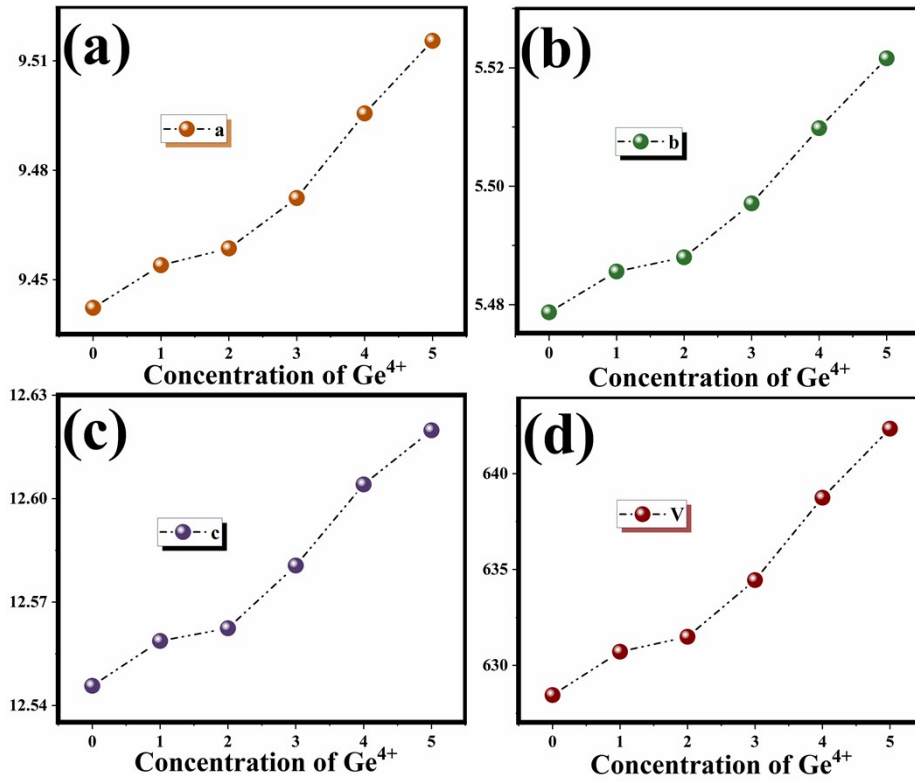 (a)
9.51
9.48
9.45
a
0 1 2 3 4 5
Concentration of Ge⁴⁺
(b)
5.52
5.50
5.48
b
0 1 2 3 4 5
Concentration of Ge⁴⁺
(c)
12.63
12.60
12.57
12.54
c
0 1 2 3 4 5
Concentration of Ge⁴⁺
(d)
640
635
630
V
0 1 2 3 4 5
Concentration of Ge⁴⁺